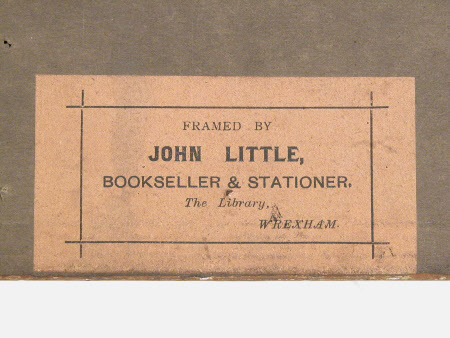 FRAMED BY
JOHN LITTLE,
BOOKSELLER & STATIONER,
The Library,
WREXHAM.